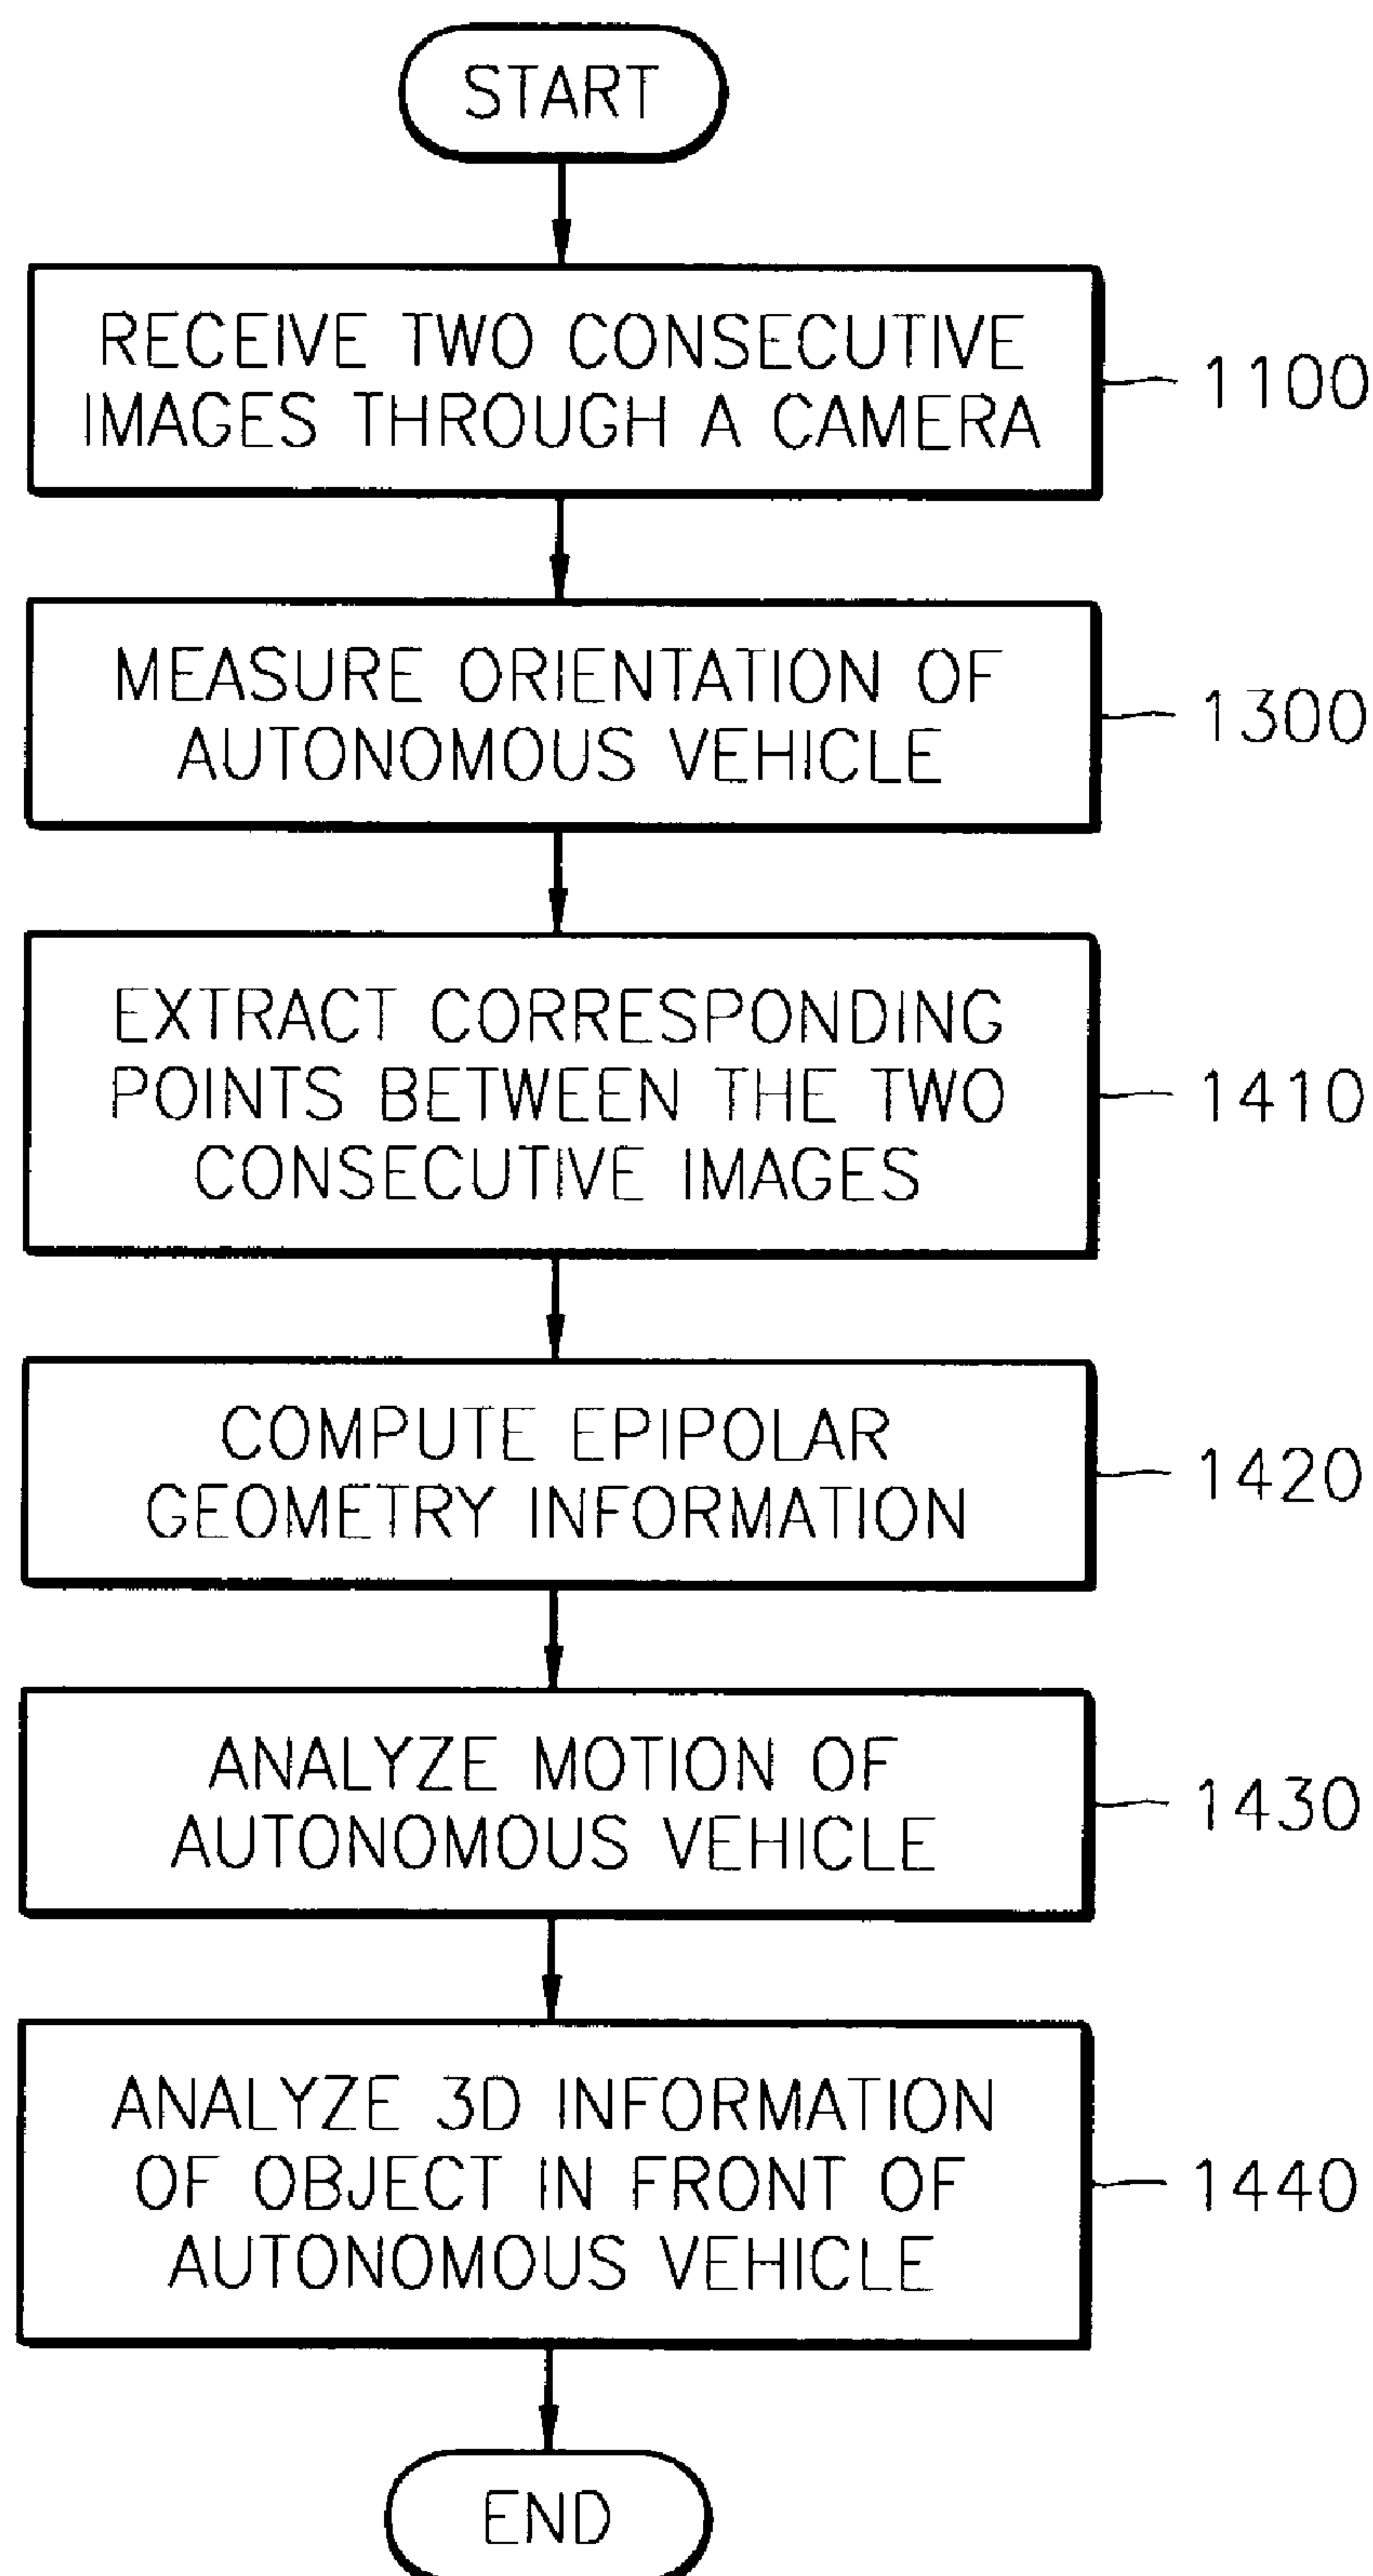 START
RECEIVE TWO CONSECUTIVE
IMAGES THROUGH A CAMERA
1100
MEASURE ORIENTATION OF
AUTONOMOUS VEHICLE
1300
EXTRACT CORRESPONDING
POINTS BETWEEN THE TWO
CONSECUTIVE IMAGES
1410
COMPUTE EPIPOLAR
GEOMETRY INFORMATION
1420
ANALYZE MOTION OF
AUTONOMOUS VEHICLE
1430
ANALYZE 3D INFORMATION
OF OBJECT IN FRONT OF
AUTONOMOUS VEHICLE
1440
END